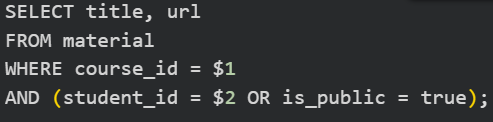 SELECT title, url
FROM material
WHERE course_id = $1
AND (student_id = $2 OR is_public = true);